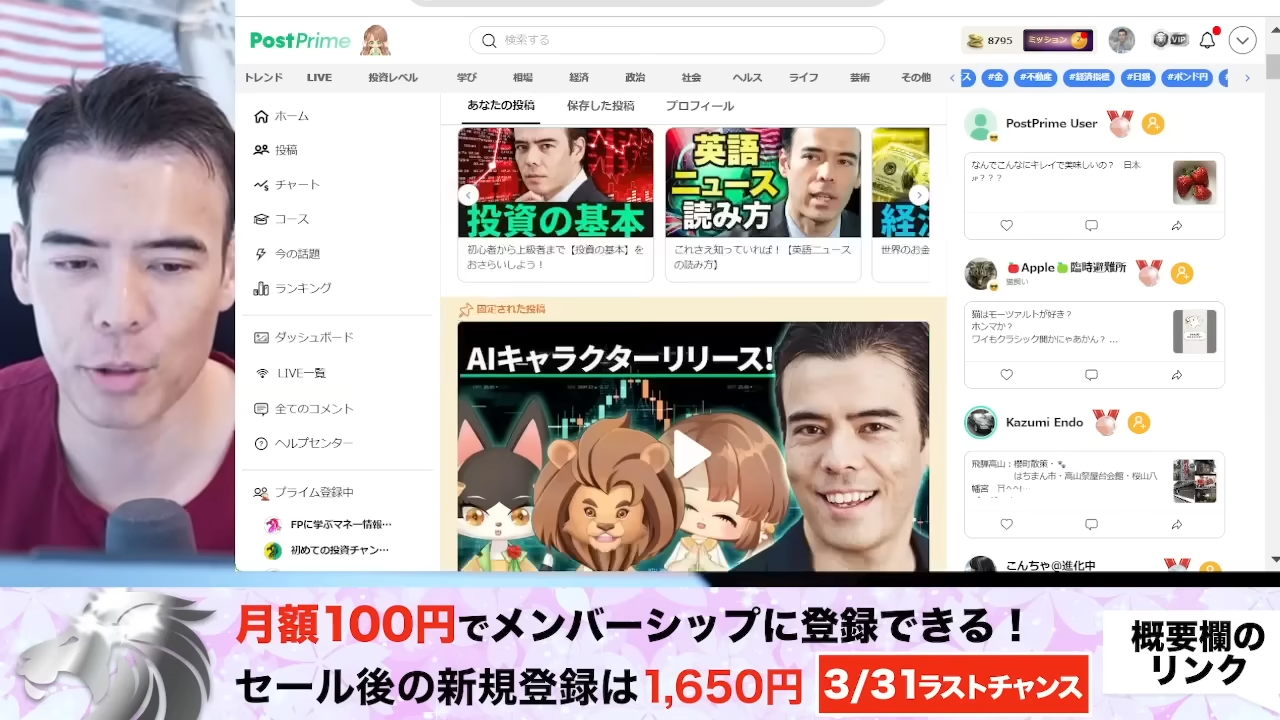 PostPrime
検索する
8795
ミッション
VIP
トレンド LIVE 投資レベル 学び 相場 経済 政治 社会 ヘルス ライフ 芸術 その他
ス #金 #不動産 #経済指標 #日銀 #ポンド円
ホーム
投稿
チャート
コース
今の話題
ランキング
ダッシュボード
LIVE一覧
全てのコメント
ヘルプセンター
プライム登録中
FPに学ぶマネー情報…
初めての投資チャン…
あなたの投稿 保存した投稿 プロフィール
投資の基本
初心者から上級者まで【投資の基本】を
おさらいしよう！
英語
ニュース
読み方
これさえ知っていれば！【英語ニュース
の読み方】
経済
世界のお金
固定された投稿
AIキャラクターリリース!
PostPrime User
なんでこんなにキレイで美味しいの？ 日本
🇯🇵？？？
🍎Apple🍏臨時避難所
猫飼い
猫はモーツァルトが好き？
ホンマか？
ワイもクラシック聞かにゃあかん？ …
Kazumi Endo
飛騨高山：櫻町散策・🐾
はちまん市・高山祭屋台会館・桜山八
幡宮 ⛩^^!…
こんちゃ@進化中
月額100円でメンバーシップに登録できる！
セール後の新規登録は1,650円 3/31ラストチャンス
概要欄の
リンク